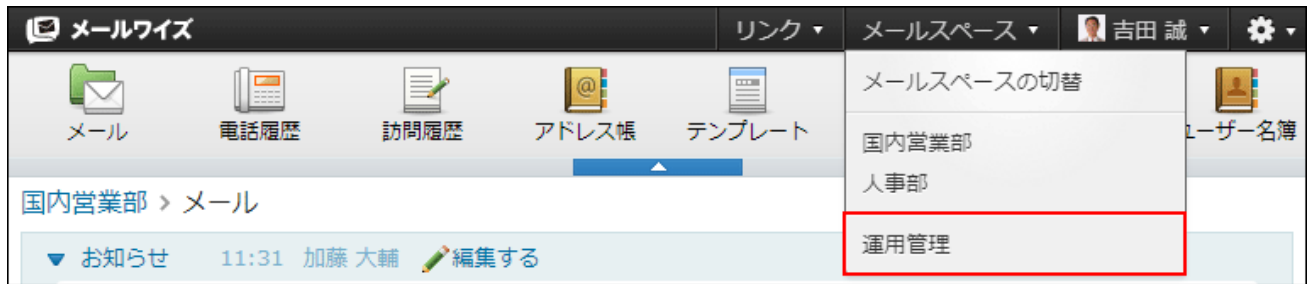 メールワイズ リンク メールスペース 吉田 誠
メールスペースの切替
メール 電話履歴 訪問履歴 アドレス帳 テンプレート ユーザー名簿
国内営業部
人事部
国内営業部 > メール
運用管理
お知らせ 11:31 加藤 大輔 編集する